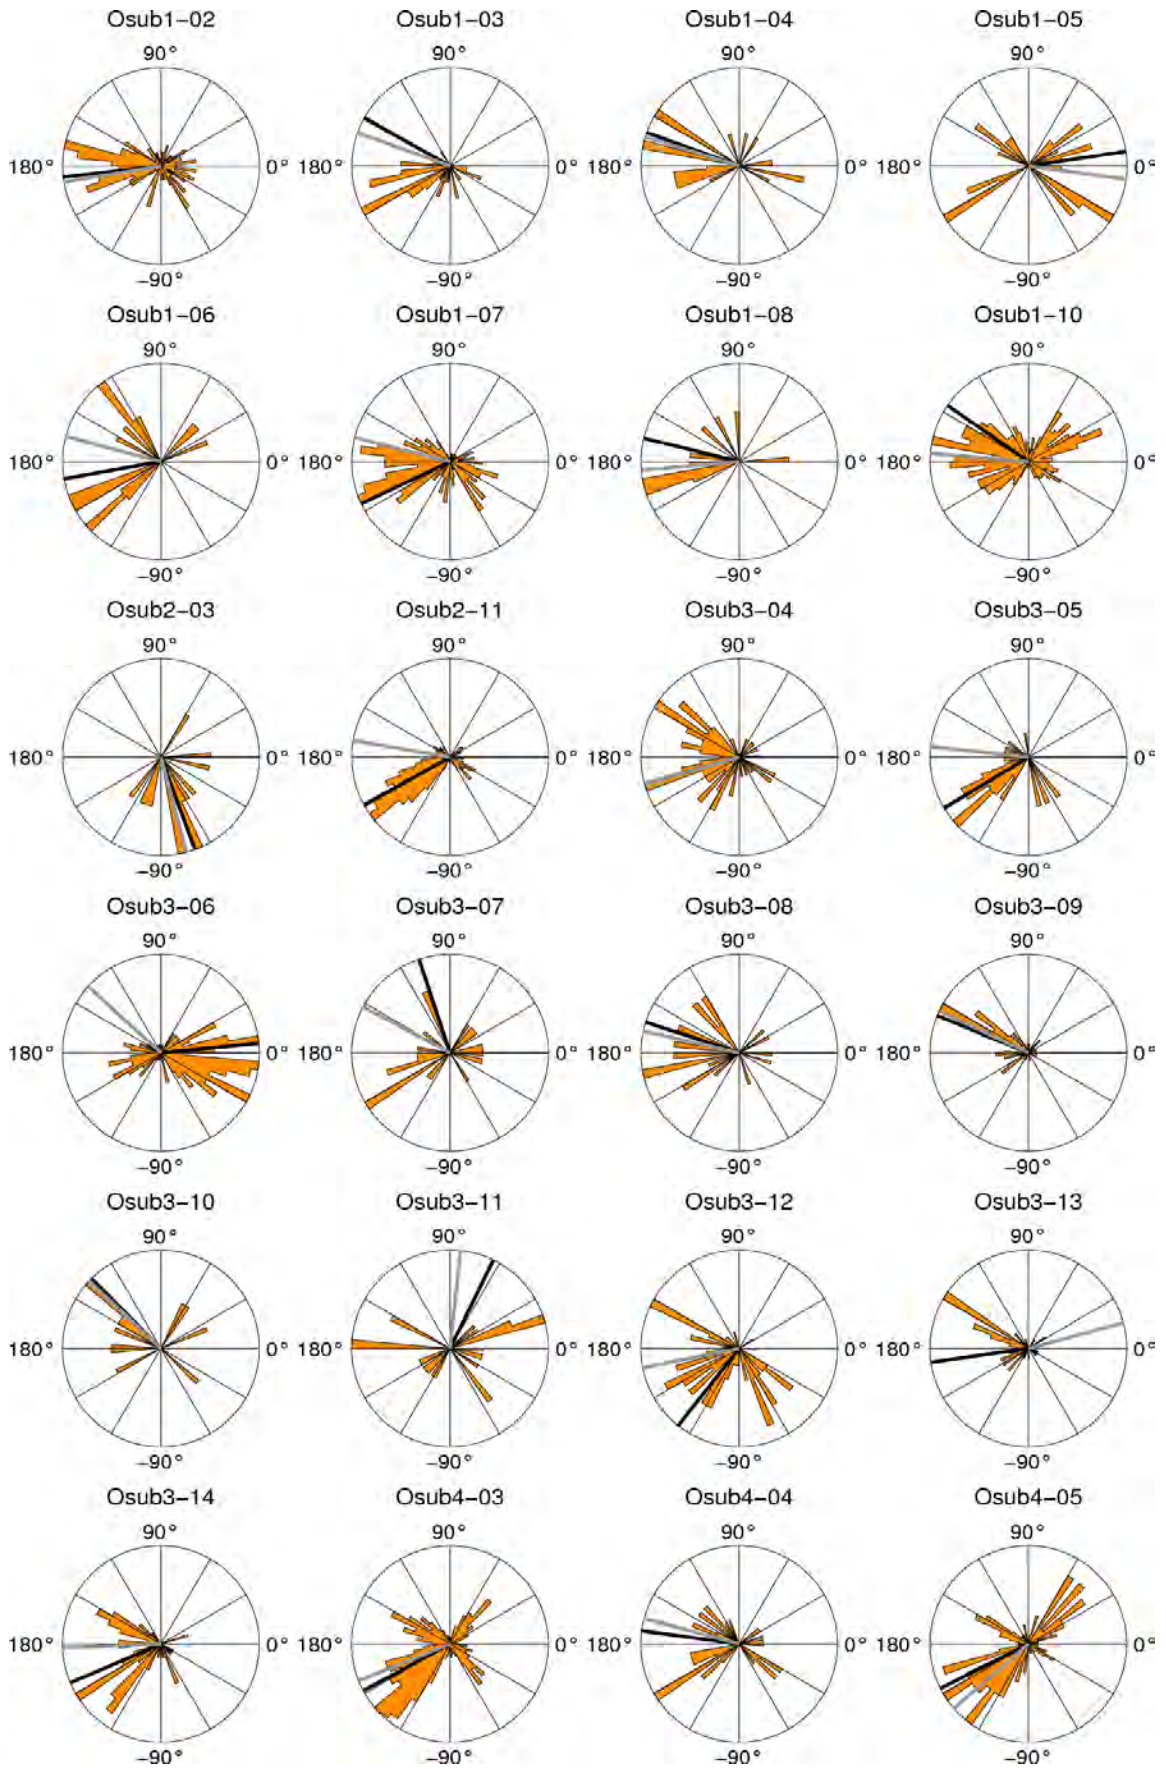 Osub1−02 Osub1−03 Osub1−04 Osub1−05
90° 90° 90° 90°
180° 0° 180° 0° 180° 0° 180° 0°
−90° −90° −90° −90°
Osub1−06 Osub1−07 Osub1−08 Osub1−10
90° 90° 90° 90°
180° 0° 180° 0° 180° 0° 180° 0°
−90° −90° −90° −90°
Osub2−03 Osub2−11 Osub3−04 Osub3−05
90° 90° 90° 90°
180° 0° 180° 0° 180° 0° 180° 0°
−90° −90° −90° −90°
Osub3−06 Osub3−07 Osub3−08 Osub3−09
90° 90° 90° 90°
180° 0° 180° 0° 180° 0° 180° 0°
−90° −90° −90° −90°
Osub3−10 Osub3−11 Osub3−12 Osub3−13
90° 90° 90° 90°
180° 0° 180° 0° 180° 0° 180° 0°
−90° −90° −90° −90°
Osub3−14 Osub4−03 Osub4−04 Osub4−05
90° 90° 90° 90°
180° 0° 180° 0° 180° 0° 180° 0°
−90° −90° −90° −90°